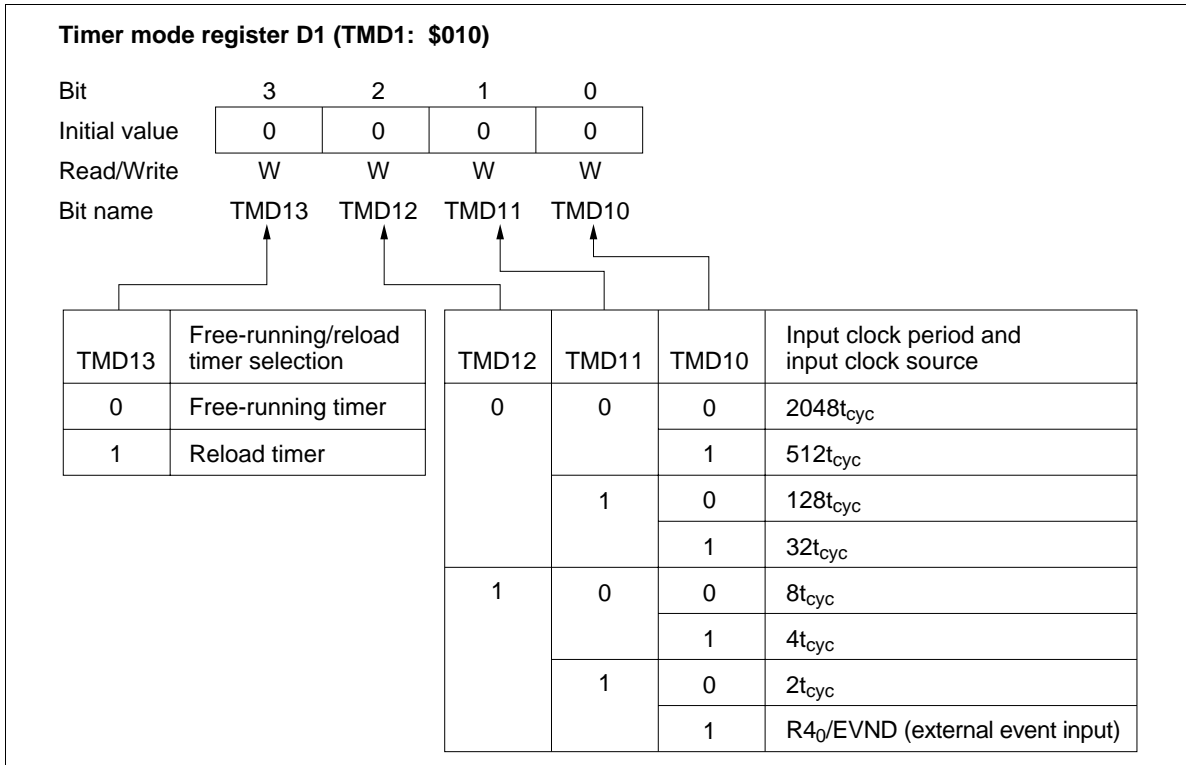 Timer mode register D1 (TMD1: $010)
Bit 3 2 1 0
Initial value 0 0 0 0
Read/Write W W W W
Bit name TMD13 TMD12 TMD11 TMD10
TMD13 Free-running/reload timer selection
0 Free-running timer
1 Reload timer
TMD12 TMD11 TMD10 Input clock period and input clock source
0 0 0 2048tcyc
1 512tcyc
1 0 128tcyc
1 32tcyc
1 0 0 8tcyc
1 4tcyc
1 0 2tcyc
1 R40/EVND (external event input)